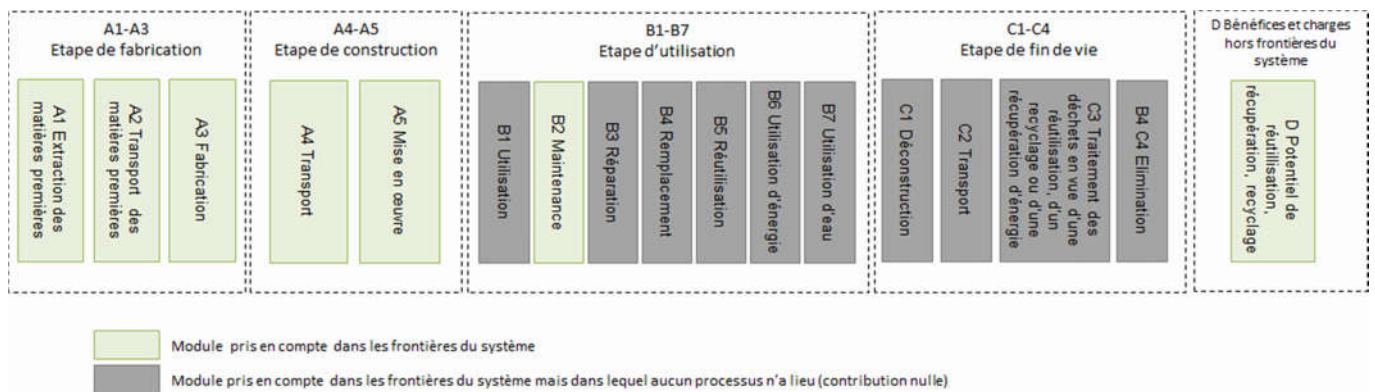 A1-A3
Etape de fabrication
A1 Extraction des
matières premières
A2 Transport des
matières premières
A3 Fabrication
A4-A5
Etape de construction
A4 Transport
A5 Mise en œuvre
B1-B7
Etape d'utilisation
B1 Utilisation
B2 Maintenance
B3 Réparation
B4 Remplacement
B5 Réutilisation
B6 Utilisation d'énergie
B7 Utilisation d'eau
C1-C4
Etape de fin de vie
C1 Déconstruction
C2 Transport
C3 Traitement des
déchets en vue d'une
réutilisation, d'un
recyclage ou d'une
récupération d'énergie
B4 C4 Elimination
D Bénéfices et charges
hors frontières du
système
D Potentiel de
réutillisation,
récupération, recyclage
Module pris en compte dans les frontières du système
Module pris en compte dans les frontières du système mais dans lequel aucun processus n'a lieu (contribution nulle)